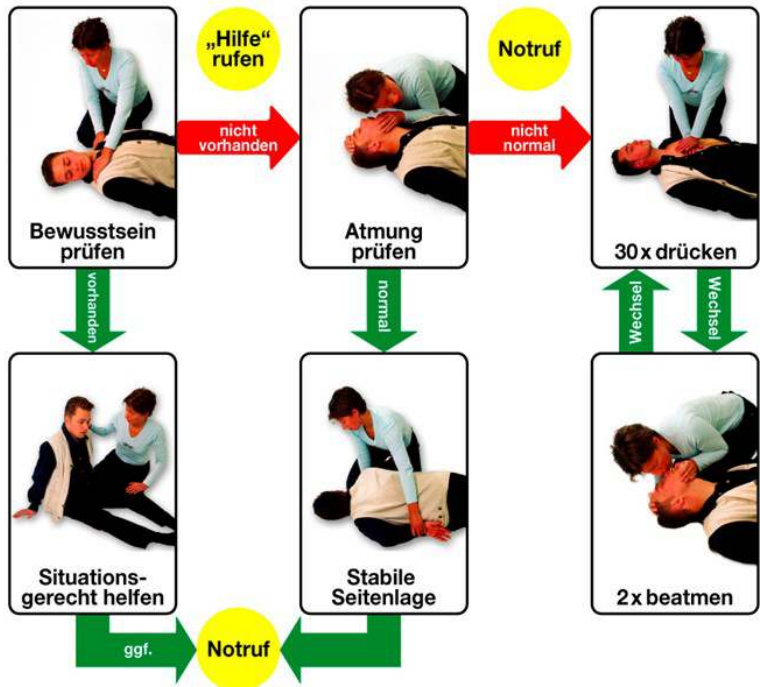 „Hilfe“
rufen
Notruf
nicht
vorhanden
nicht
normal
Bewusstsein
prüfen
Atmung
prüfen
30 x drücken
vorhanden
normal
Wechsel
Wechsel
Situations-
gerecht helfen
Stabile
Seitenlage
2 x beatmen
ggf.
Notruf